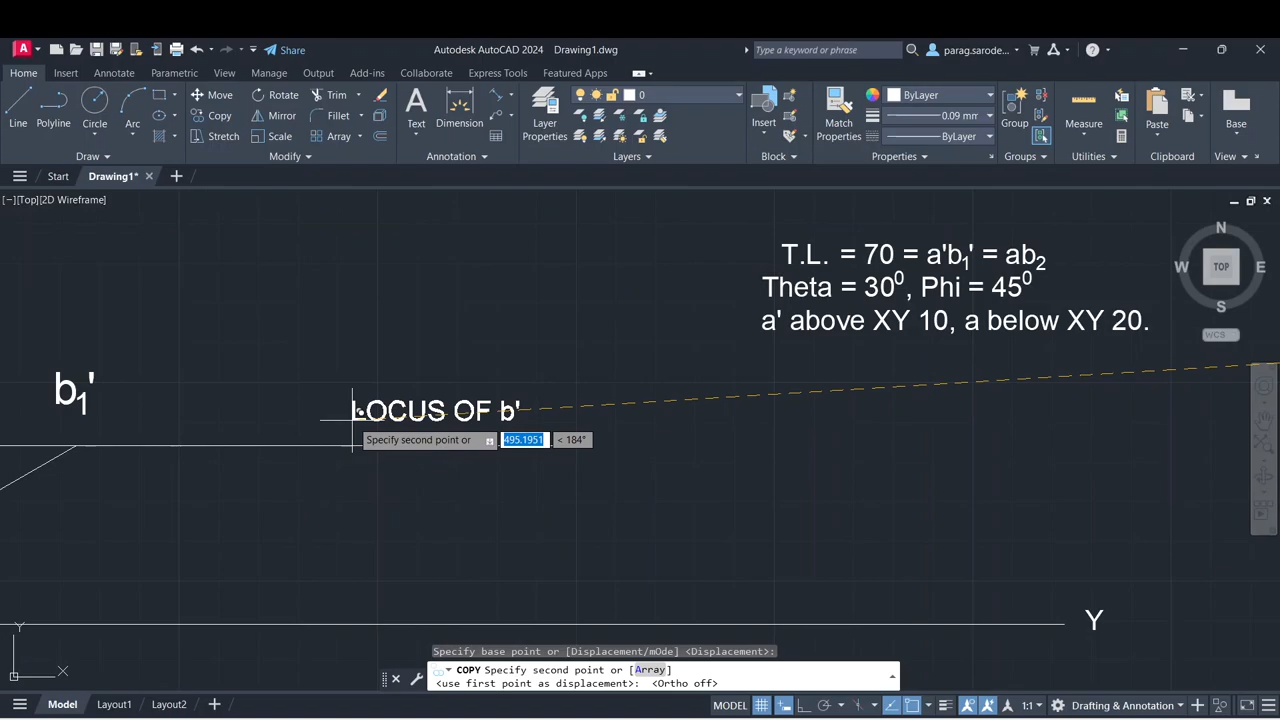 Share
Autodesk AutoCAD 2024 Drawing1.dwg
Type a keyword or phrase
parag.sarode...
Home Insert Annotate Parametric View Manage Output Add-ins Collaborate Express Tools Featured Apps
Line Polyline Circle Arc
Move Rotate Trim
Copy Mirror Fillet
Stretch Scale Array
Text Dimension
Layer Properties
0
Insert
Match Properties
ByLayer
0.09 mm
ByLayer
Group
Measure
Paste
Base
Draw Modify Annotation Layers Block Properties Groups Utilities Clipboard View
Start Drawing1*
[−][Top][2D Wireframe]
N
W TOP E
S
WCS
T.L. = 70 = a'b₁' = ab₂
Theta = 30⁰, Phi = 45⁰
a' above XY 10, a below XY 20.
b₁'
LOCUS OF b'
Specify second point or 495.1951 < 184°
Y
Y
X
Specify base point or [Displacement/mOde] <Displacement>:
COPY Specify second point or [Array]
<use first point as displacement>: <Ortho off>
Model Layout1 Layout2
MODEL 1:1 Drafting & Annotation